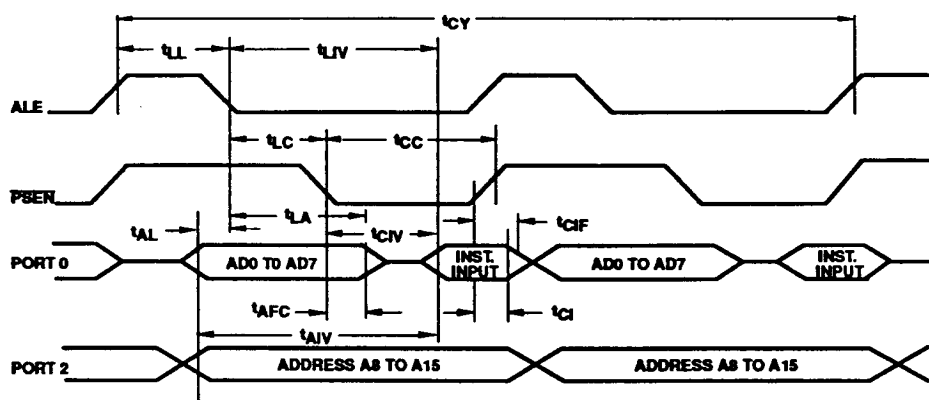 tCY
tLL tLIV
ALE
tLC tCC
PSEN
tAL tLA tCIV tCIF
PORT 0 AD0 T0 AD7 INST. INPUT AD0 TO AD7 INST. INPUT
tAFC tAIV tCI
PORT 2 ADDRESS A8 TO A15 ADDRESS A8 TO A15